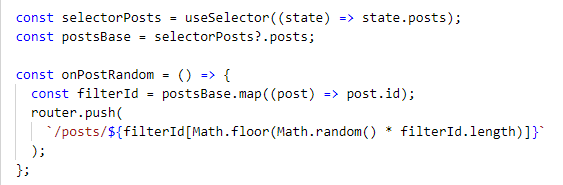 const selectorPosts = useSelector((state) => state.posts);
const postsBase = selectorPosts?.posts;
const onPostRandom = () => {
const filterId = postsBase.map((post) => post.id);
router.push(
`/posts/${filterId[Math.floor(Math.random() * filterId.length)]}`
);
};